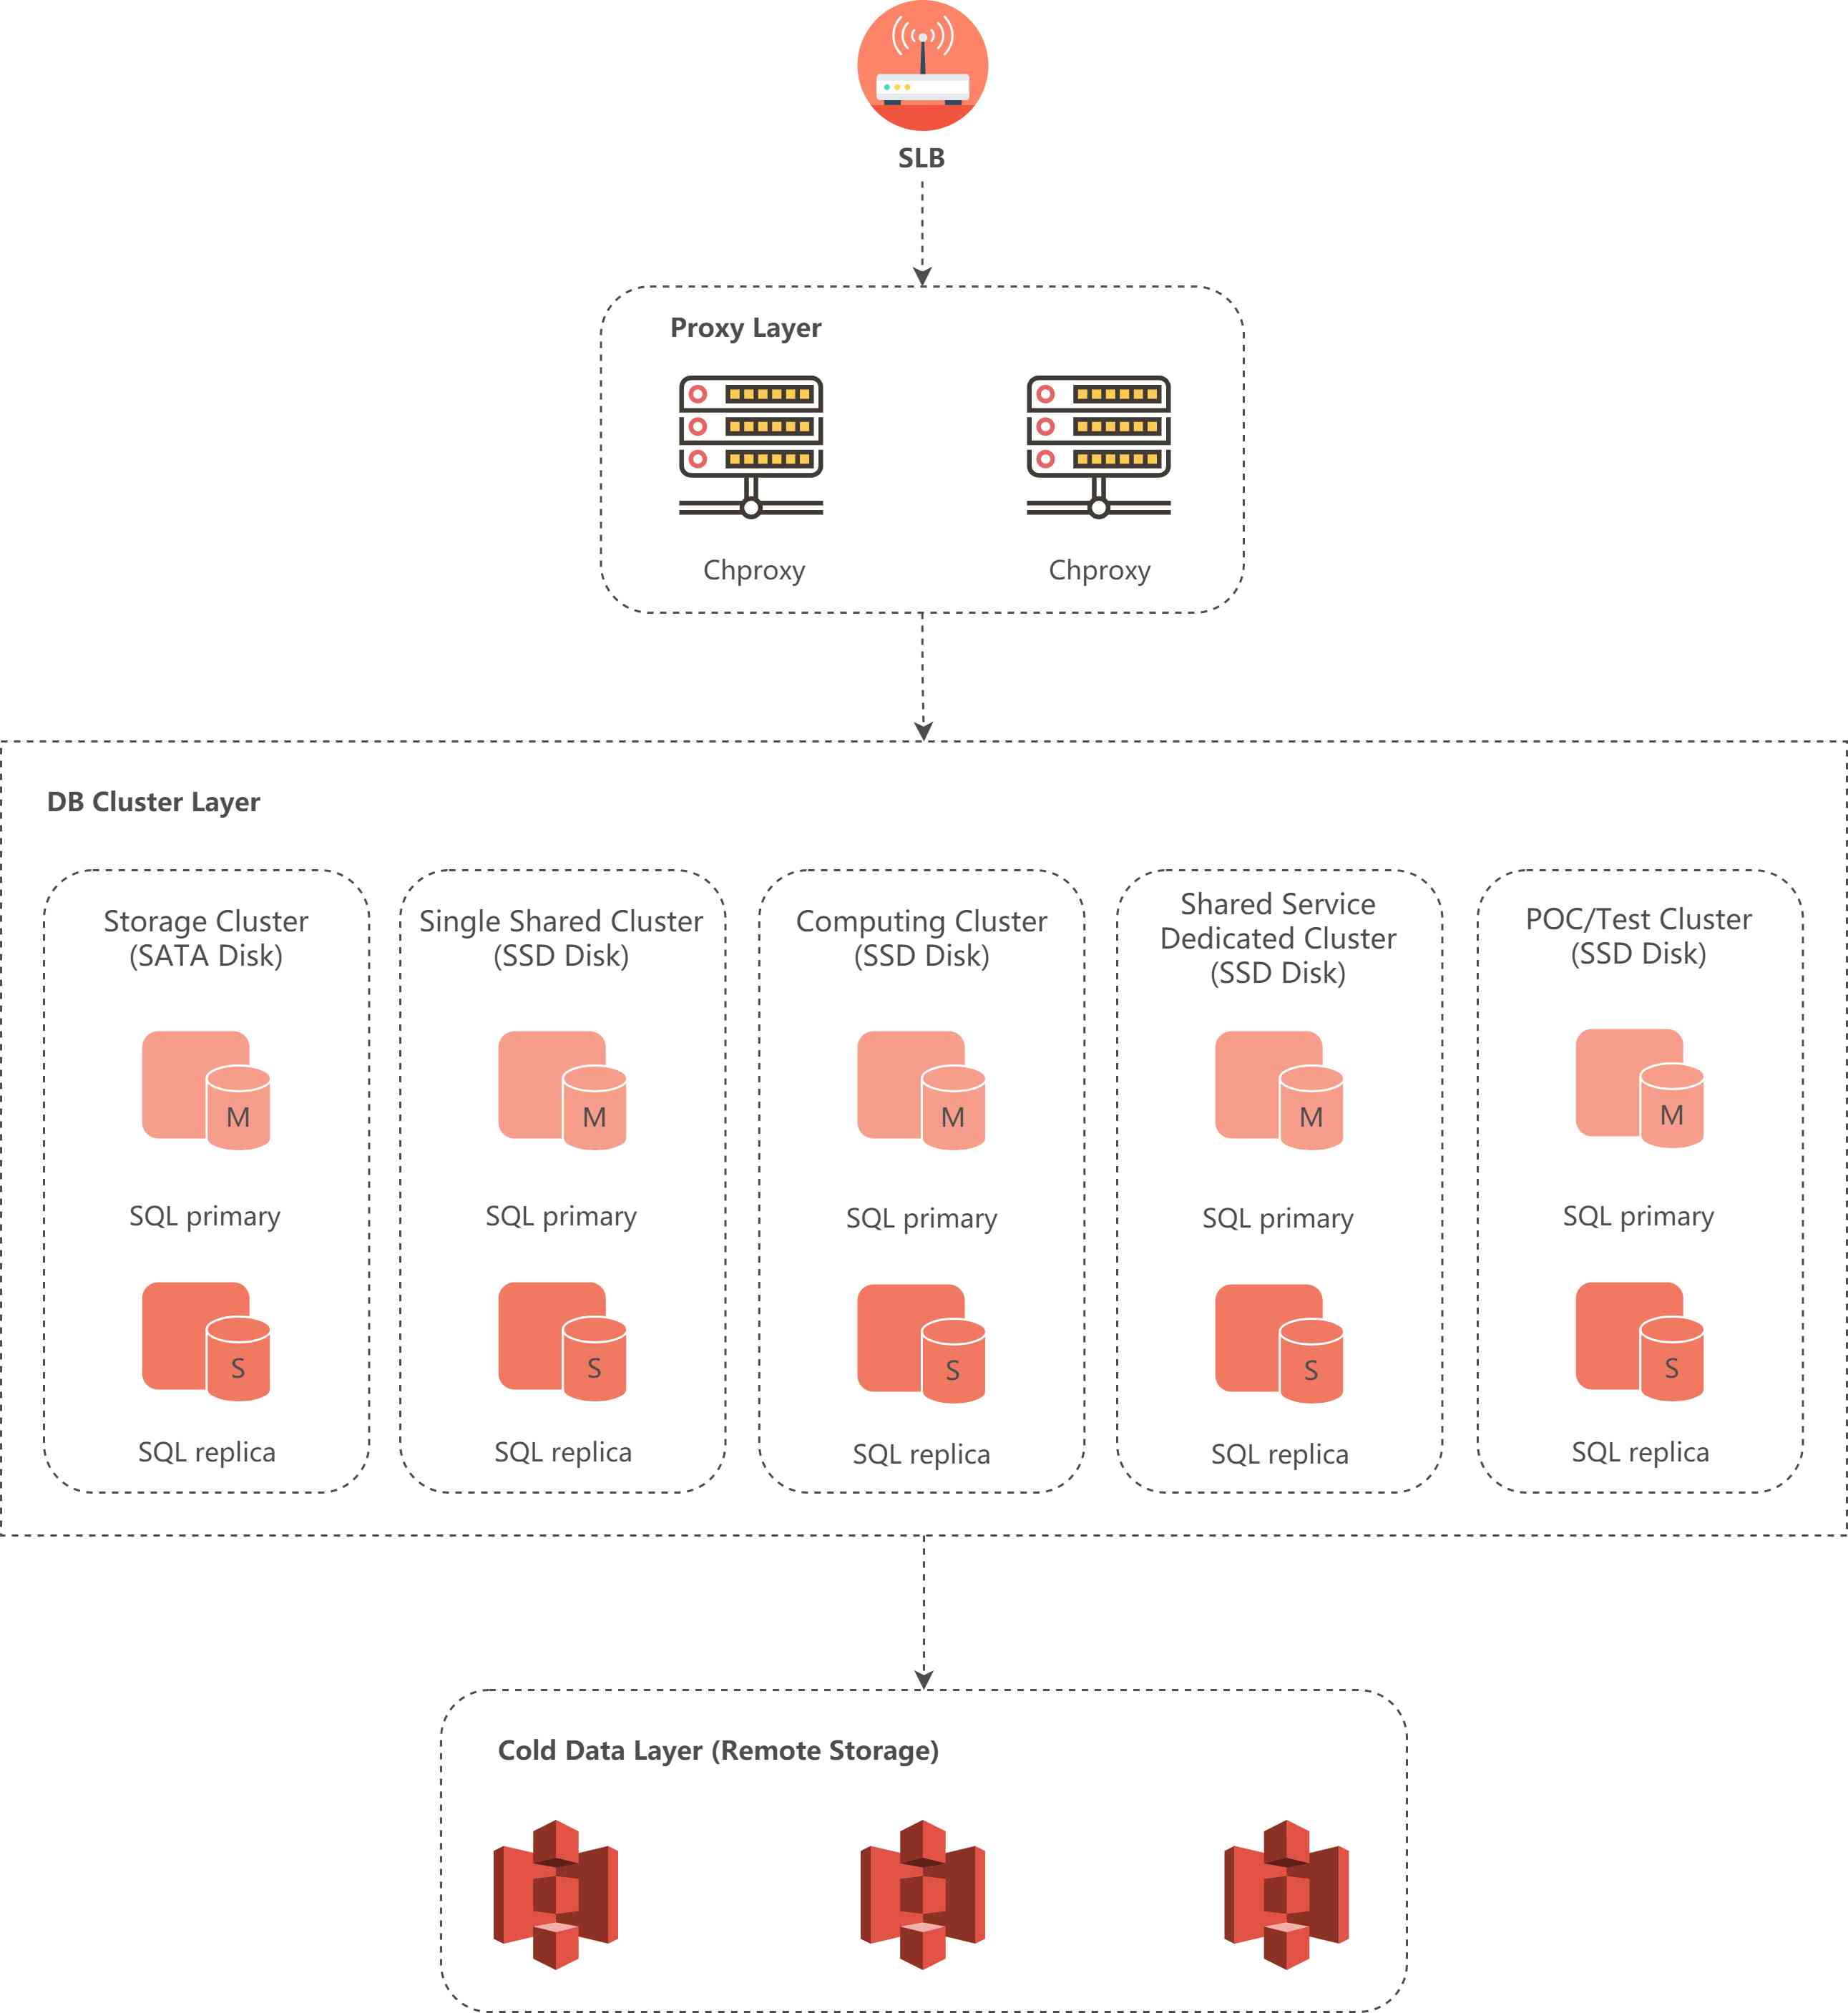 SLB
Proxy Layer
Chproxy
Chproxy
DB Cluster Layer
Storage Cluster
(SATA Disk)
M
SQL primary
S
SQL replica
Single Shared Cluster
(SSD Disk)
M
SQL primary
S
SQL replica
Computing Cluster
(SSD Disk)
M
SQL primary
S
SQL replica
Shared Service
Dedicated Cluster
(SSD Disk)
M
SQL primary
S
SQL replica
POC/Test Cluster
(SSD Disk)
M
SQL primary
S
SQL replica
Cold Data Layer (Remote Storage)